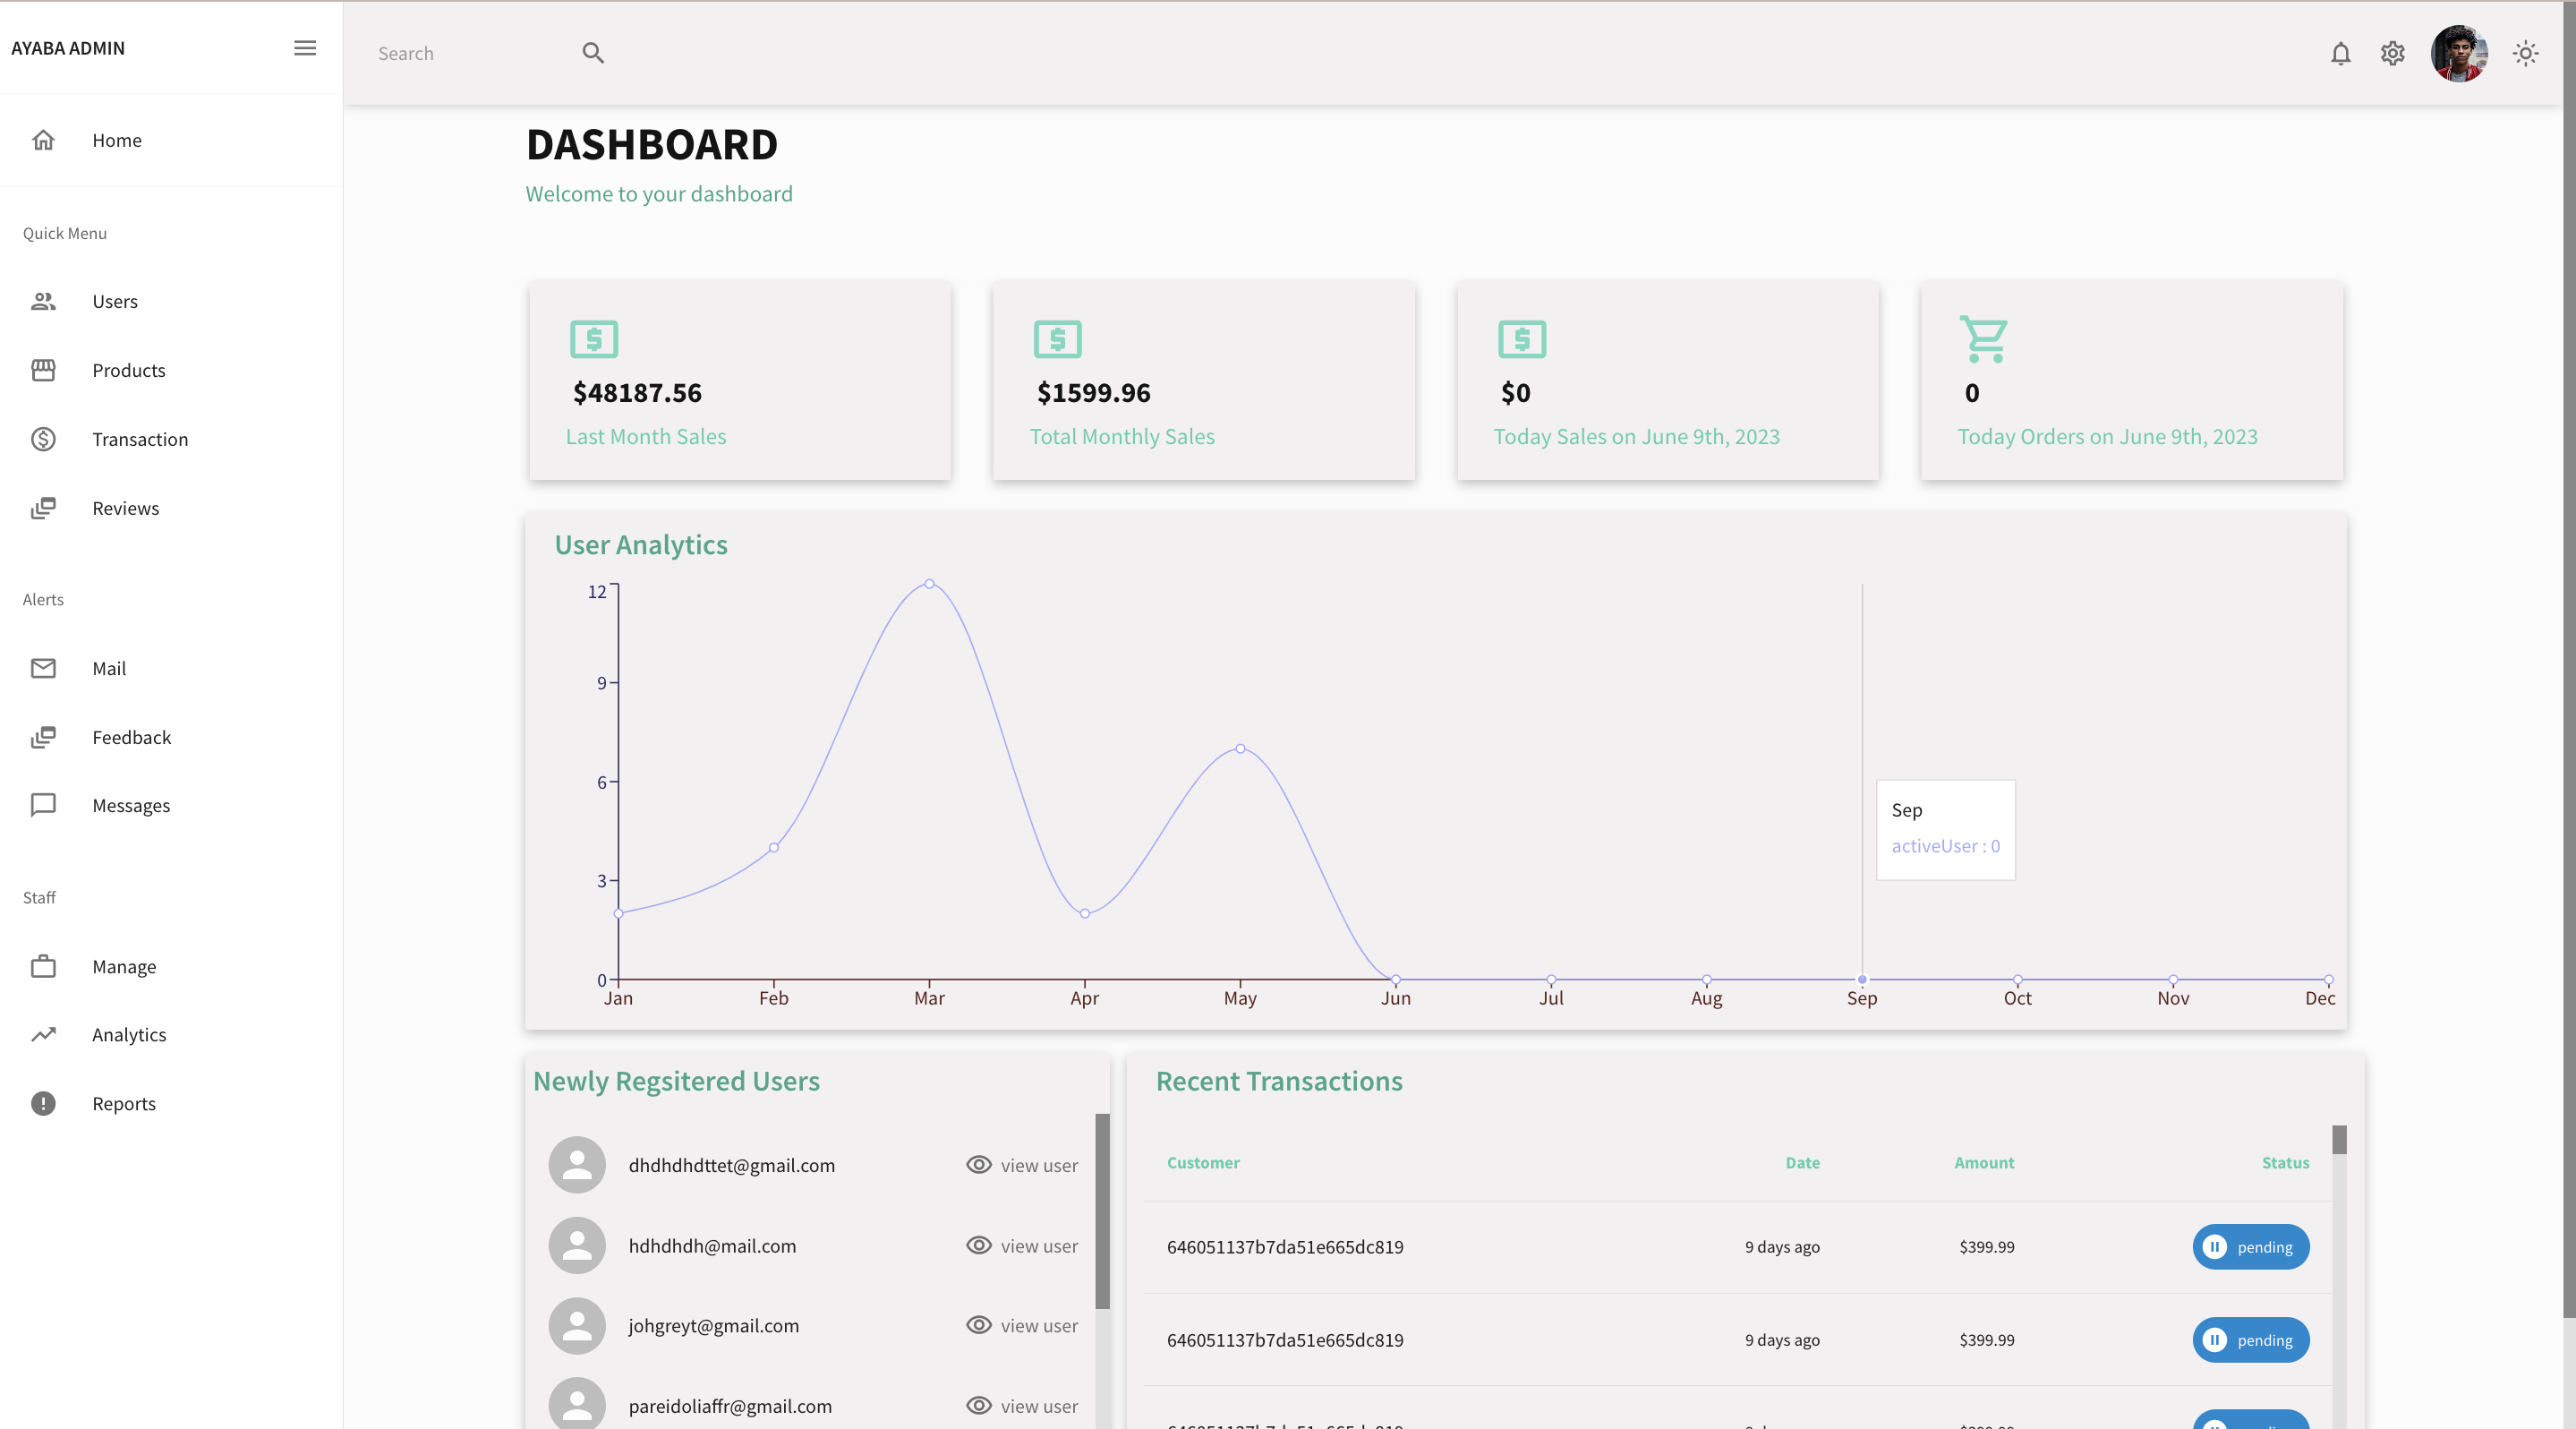 AYABA ADMIN
Search
Home
Quick Menu
Users
Products
Transaction
Reviews
Alerts
Mail
Feedback
Messages
Staff
Manage
Analytics
Reports
DASHBOARD
Welcome to your dashboard
$48187.56
Last Month Sales
$1599.96
Total Monthly Sales
$0
Today Sales on June 9th, 2023
0
Today Orders on June 9th, 2023
User Analytics
12
9
6
3
0
Jan Feb Mar Apr May Jun Jul Aug Sep Oct Nov Dec
Sep
activeUser : 0
Newly Regsitered Users
dhdhdhdttet@gmail.com view user
hdhdhdh@mail.com view user
johgreyt@gmail.com view user
pareidoliaffr@gmail.com view user
Recent Transactions
Customer Date Amount Status
646051137b7da51e665dc819 9 days ago $399.99 pending
646051137b7da51e665dc819 9 days ago $399.99 pending